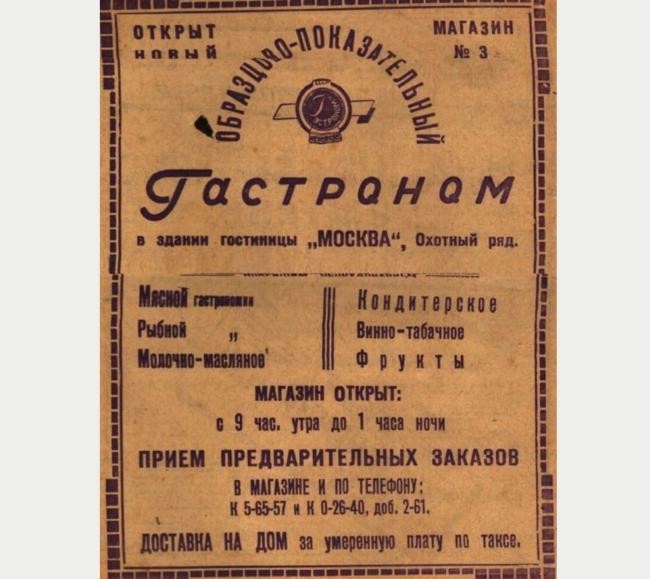 ОТКРЫТ
НОВЫЙ
МАГАЗИН
№ 3
ОБРАЗЦОВО-ПОКАЗАТЕЛЬНЫЙ
СССР
Гастроном
в здании гостиницы „МОСКВА“, Охотный ряд.
Мясной гастрономии
Рыбной „
Молочно-масляное
Кондитерское
Винно-табачное
Фрукты
МАГАЗИН ОТКРЫТ:
с 9 час. утра до 1 часа ночи
ПРИЕМ ПРЕДВАРИТЕЛЬНЫХ ЗАКАЗОВ
В МАГАЗИНЕ И ПО ТЕЛЕФОНУ:
К 5-65-57 и К 0-26-40, доб. 2-61.
ДОСТАВКА НА ДОМ за умеренную плату по таксе.